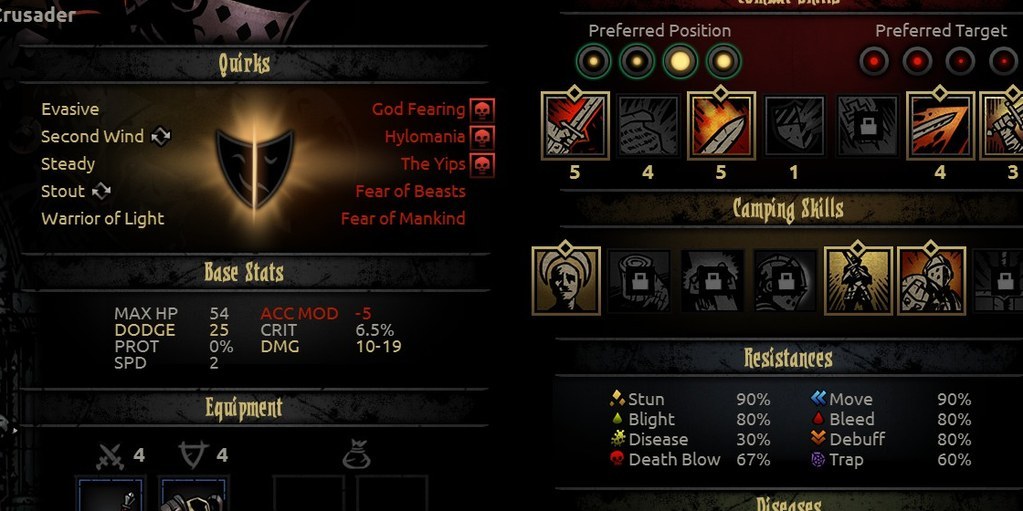 Crusader
Quirks
Evasive
Second Wind
Steady
Stout
Warrior of Light
God Fearing
Hylomania
The Yips
Fear of Beasts
Fear of Mankind
Base Stats
MAX HP 54 ACC MOD -5
DODGE 25 CRIT 6.5%
PROT 0% DMG 10-19
SPD 2
Equipment
4 4
Combat Skills
Preferred Position Preferred Target
5 4 5 1 4 3
Camping Skills
Resistances
Stun 90% Move 90%
Blight 80% Bleed 80%
Disease 30% Debuff 80%
Death Blow 67% Trap 60%
Diseases